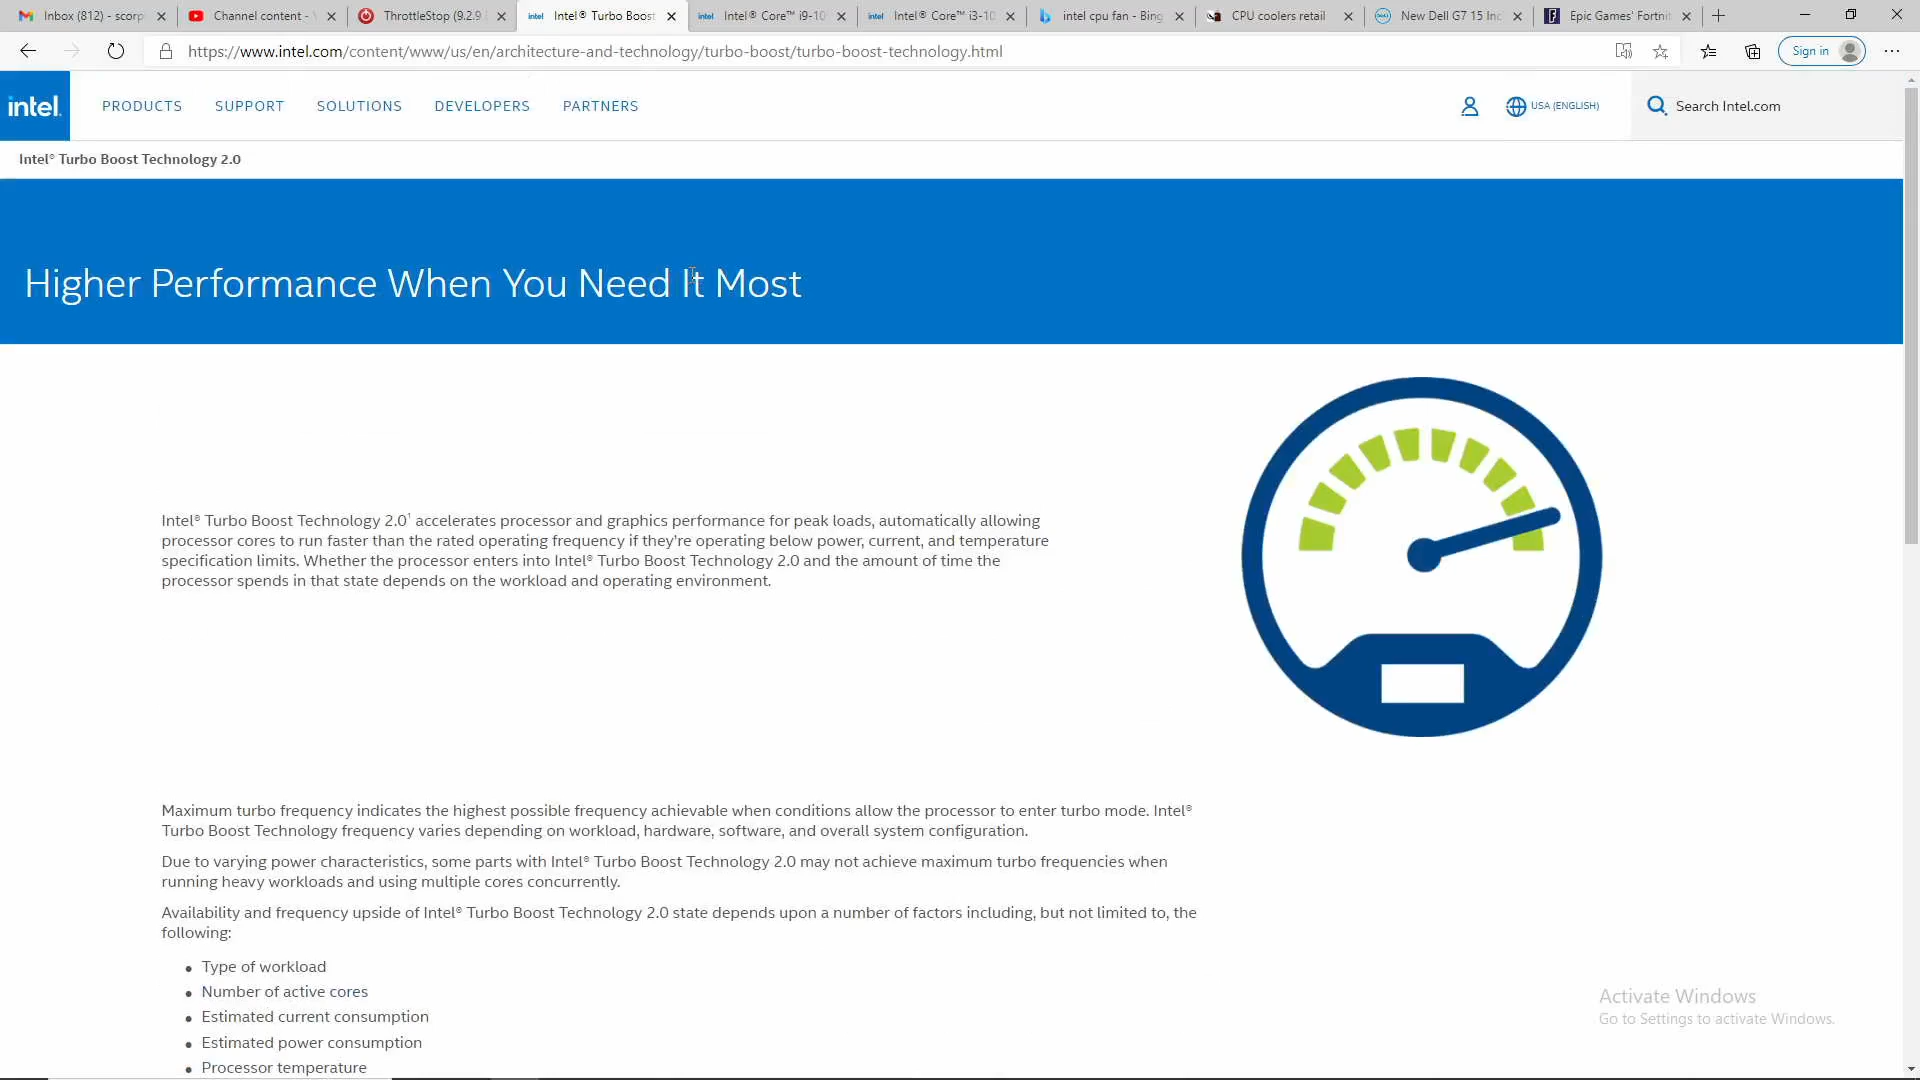 Inbox (812) - scorp
Channel content - Y
ThrottleStop (9.2.9
Intel® Turbo Boost
Intel® Core™ i9-10
Intel® Core™ i3-10
intel cpu fan - Bing
CPU coolers retail
New Dell G7 15 Inc
Epic Games' Fortnit
https://www.intel.com/content/www/us/en/architecture-and-technology/turbo-boost/turbo-boost-technology.html
Sign in
intel.
PRODUCTS
SUPPORT
SOLUTIONS
DEVELOPERS
PARTNERS
USA (ENGLISH)
Search Intel.com
Intel® Turbo Boost Technology 2.0
Higher Performance When You Need It Most
Intel® Turbo Boost Technology 2.0¹ accelerates processor and graphics performance for peak loads, automatically allowing
processor cores to run faster than the rated operating frequency if they're operating below power, current, and temperature
specification limits. Whether the processor enters into Intel® Turbo Boost Technology 2.0 and the amount of time the
processor spends in that state depends on the workload and operating environment.
Maximum turbo frequency indicates the highest possible frequency achievable when conditions allow the processor to enter turbo mode. Intel®
Turbo Boost Technology frequency varies depending on workload, hardware, software, and overall system configuration.
Due to varying power characteristics, some parts with Intel® Turbo Boost Technology 2.0 may not achieve maximum turbo frequencies when
running heavy workloads and using multiple cores concurrently.
Availability and frequency upside of Intel® Turbo Boost Technology 2.0 state depends upon a number of factors including, but not limited to, the
following:
• Type of workload
• Number of active cores
• Estimated current consumption
• Estimated power consumption
• Processor temperature
Activate Windows
Go to Settings to activate Windows.